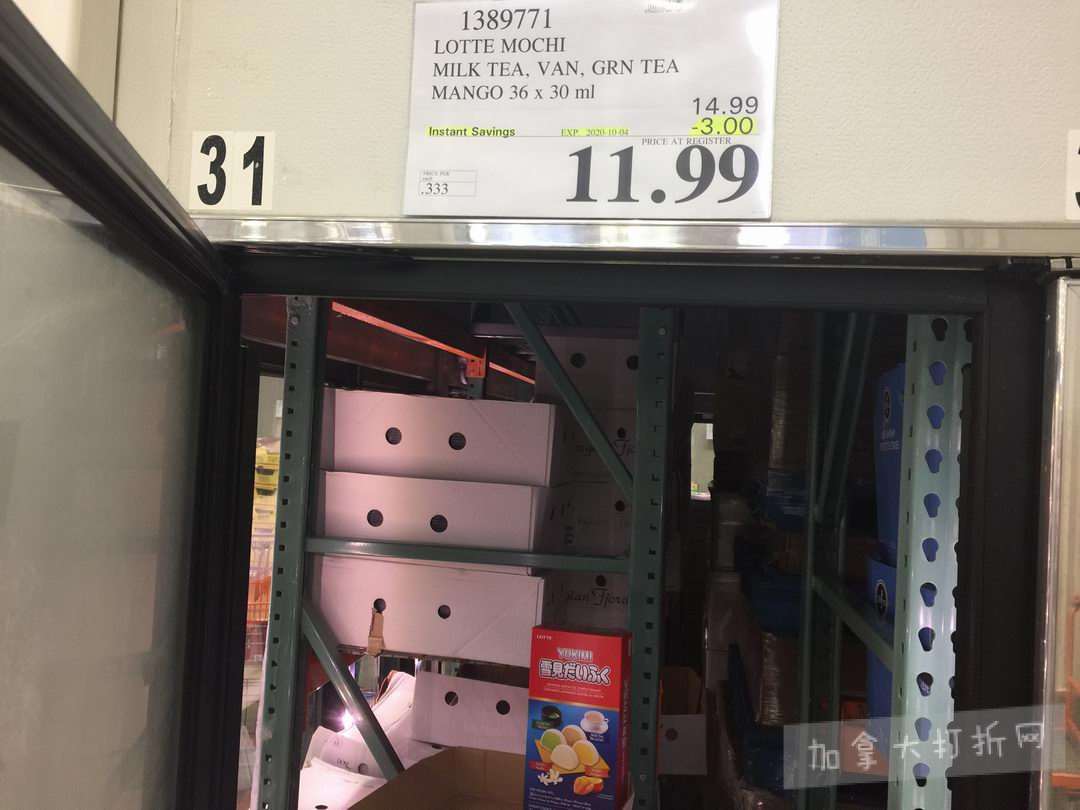 1389771
LOTTE MOCHI
MILK TEA, VAN, GRN TEA
MANGO 36 x 30 ml
14.99
Instant Savings EXP. 2020-10-04 -3.00
PRICE AT REGISTER
11.99
PRICE PER
.333
31
LOTTE
YUKIMI
雪見だいふく
加拿大打折网